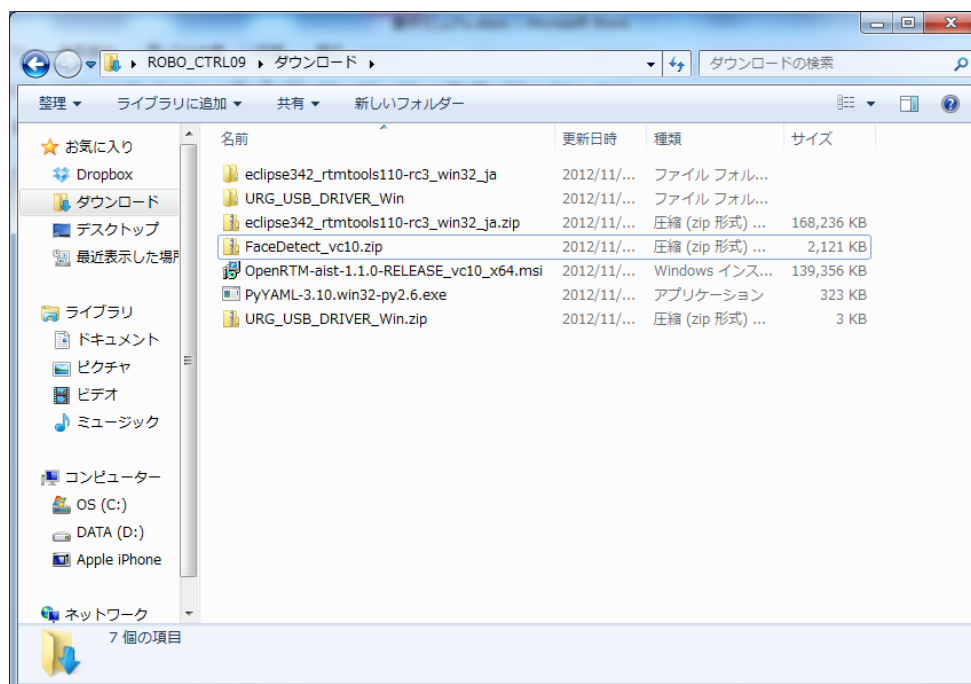 ROBO_CTRL09 ダウンロード ダウンロードの検索
整理 ライブラリに追加 共有 新しいフォルダー
お気に入り
Dropbox
ダウンロード
デスクトップ
最近表示した場所
ライブラリ
ドキュメント
ピクチャ
ビデオ
ミュージック
コンピューター
OS (C:)
DATA (D:)
Apple iPhone
ネットワーク
名前 更新日時 種類 サイズ
eclipse342_rtmtools110-rc3_win32_ja 2012/11/... ファイル フォル...
URG_USB_DRIVER_Win 2012/11/... ファイル フォル...
eclipse342_rtmtools110-rc3_win32_ja.zip 2012/11/... 圧縮 (zip 形式) ... 168,236 KB
FaceDetect_vc10.zip 2012/11/... 圧縮 (zip 形式) ... 2,121 KB
OpenRTM-aist-1.1.0-RELEASE_vc10_x64.msi 2012/11/... Windows インス... 139,356 KB
PyYAML-3.10.win32-py2.6.exe 2012/11/... アプリケーション 323 KB
URG_USB_DRIVER_Win.zip 2012/11/... 圧縮 (zip 形式) ... 3 KB
7 個の項目